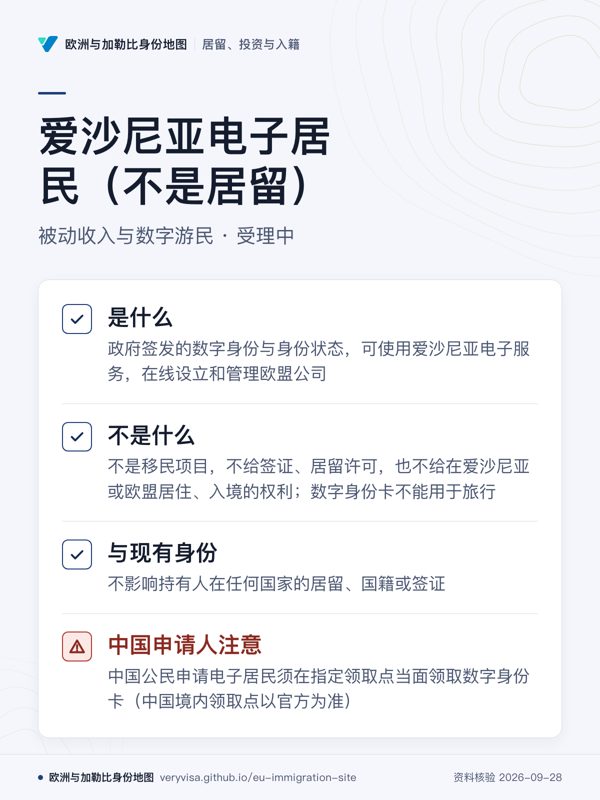 欧洲与加勒比身份地图 居留、投资与入籍
爱沙尼亚电子居
民（不是居留）
被动收入与数字游民 · 受理中
是什么
政府签发的数字身份与身份状态，可使用爱沙尼亚电子服
务，在线设立和管理欧盟公司
不是什么
不是移民项目，不给签证、居留许可，也不给在爱沙尼亚
或欧盟居住、入境的权利；数字身份卡不能用于旅行
与现有身份
不影响持有人在任何国家的居留、国籍或签证
中国申请人注意
中国公民申请电子居民须在指定领取点当面领取数字身份
卡（中国境内领取点以官方为准）
欧洲与加勒比身份地图 veryvisa.github.io/eu-immigration-site 资料核验 2026-09-28